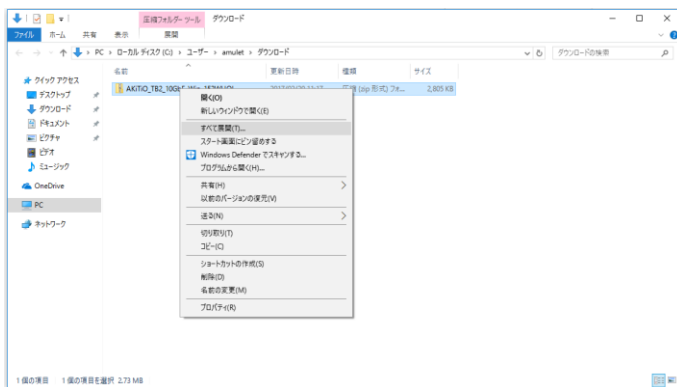 圧縮フォルダー ツール ダウンロード
ファイル ホーム 共有 表示 展開
PC › ローカル ディスク (C:) › ユーザー › amulet › ダウンロード
ダウンロードの検索
名前 更新日時 種類 サイズ
クイック アクセス
デスクトップ
ダウンロード
ドキュメント
ピクチャ
ビデオ
ミュージック
OneDrive
PC
ネットワーク
圧縮 (zip 形式) フォ... 2,805 KB
開く(O)
新しいウィンドウで開く(E)
すべて展開(T)...
スタート画面にピン留めする
Windows Defender でスキャンする...
プログラムから開く(H)...
共有(H)
以前のバージョンの復元(V)
送る(N)
切り取り(T)
コピー(C)
ショートカットの作成(S)
削除(D)
名前の変更(M)
プロパティ(R)
1 個の項目 1 個の項目を選択 2.73 MB